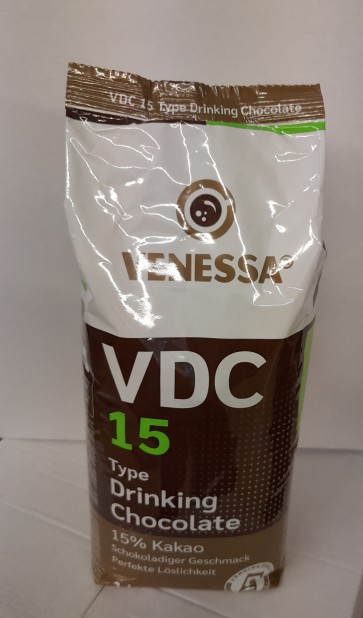 VDC 15 Type Drinking Chocolate
VENESSA®
VDC
15
Type
Drinking
Chocolate
15% Kakao
Schokoladiger Geschmack
Perfekte Löslichkeit